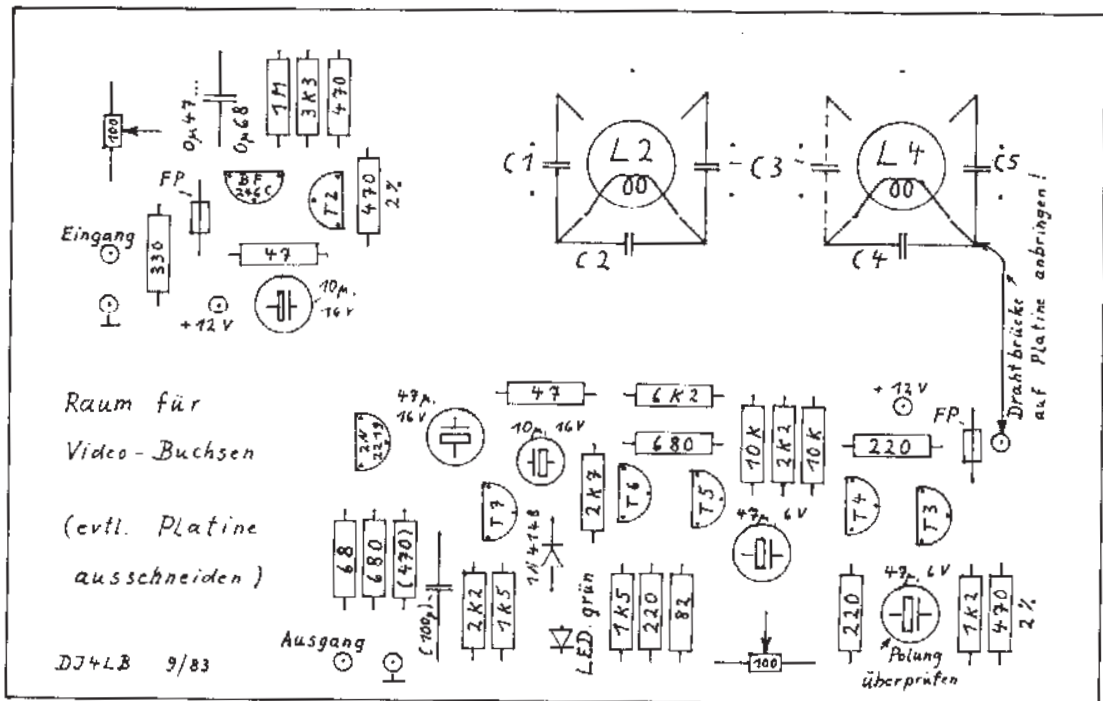 0µ47...
0µ68
1M
3K3
470
100
FP
BF
246C
T2
470
2%
Eingang
330
47
10µ.
16V
+12V
C1
L2
C2
C3
L4
C5
C4
Drahtbrücke
auf Platine anbringen!
Raum für
Video-Buchsen
(evtl. Platine
ausschneiden)
2N
2219
47µ.
16V
47
10µ. 16V
6K2
680
2K7
T7
T6
T5
10K
2K2
10K
+12V
FP
220
T4
T3
47µ. 6V
1N4148
68
680
(470)
(100p)
2K2
1K5
LED grün
1K5
220
82
100
220
47µ. 6V
1K2
470
2%
Polung
überprüfen
Ausgang
DJ4LB 9/83